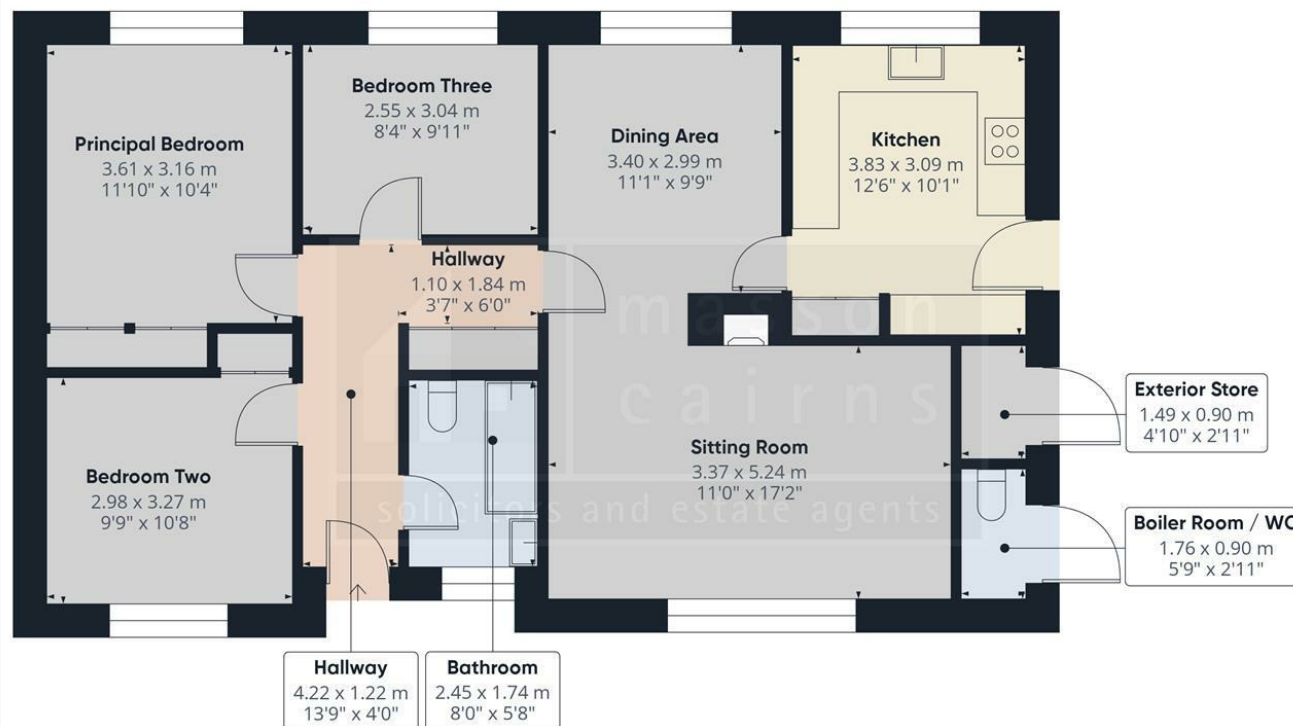 Principal Bedroom
3.61 x 3.16 m
11'10" x 10'4"
Bedroom Three
2.55 x 3.04 m
8'4" x 9'11"
Dining Area
3.40 x 2.99 m
11'1" x 9'9"
Kitchen
3.83 x 3.09 m
12'6" x 10'1"
Hallway
1.10 x 1.84 m
3'7" x 6'0"
masson
cairns
solicitors and estate agents
Bedroom Two
2.98 x 3.27 m
9'9" x 10'8"
Sitting Room
3.37 x 5.24 m
11'0" x 17'2"
Exterior Store
1.49 x 0.90 m
4'10" x 2'11"
Boiler Room / WC
1.76 x 0.90 m
5'9" x 2'11"
Hallway
4.22 x 1.22 m
13'9" x 4'0"
Bathroom
2.45 x 1.74 m
8'0" x 5'8"